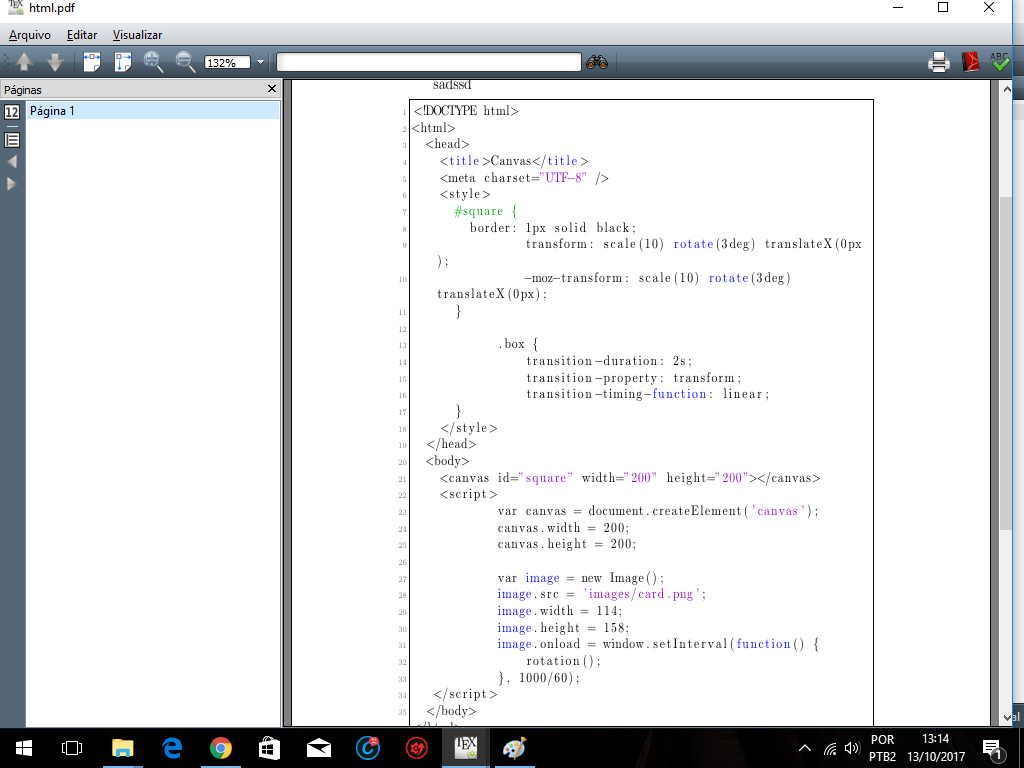 html.pdf
Arquivo Editar Visualizar
132%
ABC
Páginas
12 Página 1
sadssd
1 <!DOCTYPE html>
2 <html>
3 <head>
4 <title>Canvas</title>
5 <meta charset="UTF-8" />
6 <style>
7 #square {
8 border: 1px solid black;
9 transform: scale(10) rotate(3deg) translateX(0px
);
10 -moz-transform: scale(10) rotate(3deg)
translateX(0px);
11 }
12
13 .box {
14 transition-duration: 2s;
15 transition-property: transform;
16 transition-timing-function: linear;
17 }
18 </style>
19 </head>
20 <body>
21 <canvas id="square" width="200" height="200"></canvas>
22 <script>
23 var canvas = document.createElement('canvas');
24 canvas.width = 200;
25 canvas.height = 200;
26
27 var image = new Image();
28 image.src = 'images/card.png';
29 image.width = 114;
30 image.height = 158;
31 image.onload = window.setInterval(function() {
32 rotation();
33 }, 1000/60);
34 </script>
35 </body>
TEX
POR
PTB2
13:14
13/10/2017
1